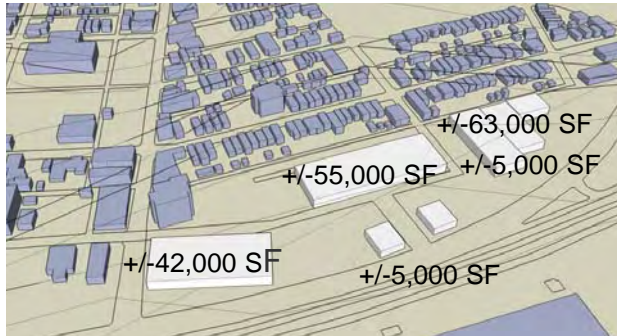 +/-63,000 SF
+/-5,000 SF
+/-55,000 SF
+/-42,000 SF
+/-5,000 SF